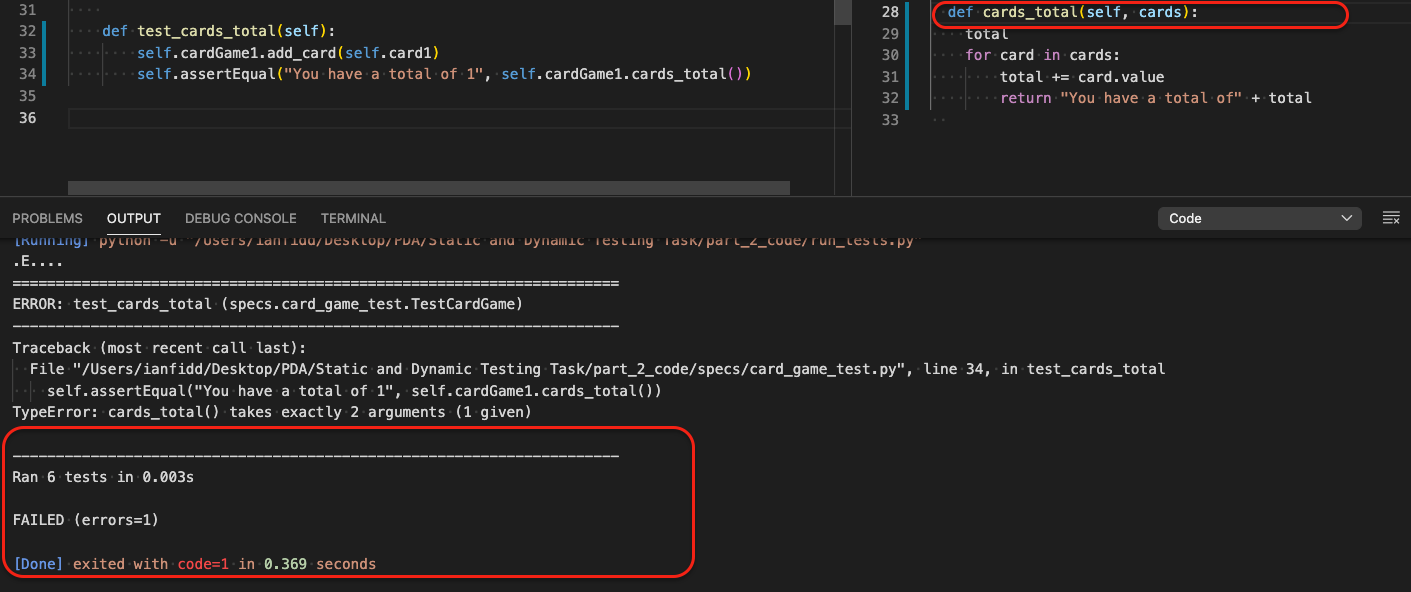 31
32 def test_cards_total(self):
33 self.cardGame1.add_card(self.card1)
34 self.assertEqual("You have a total of 1", self.cardGame1.cards_total())
35
36
28 def cards_total(self, cards):
29 total
30 for card in cards:
31 total += card.value
32 return "You have a total of" + total
33
PROBLEMS OUTPUT DEBUG CONSOLE TERMINAL Code
[Running] python -u "/Users/ianfidd/Desktop/PDA/Static and Dynamic Testing Task/part_2_code/run_tests.py"
.E....
======================================================================
ERROR: test_cards_total (specs.card_game_test.TestCardGame)
----------------------------------------------------------------------
Traceback (most recent call last):
File "/Users/ianfidd/Desktop/PDA/Static and Dynamic Testing Task/part_2_code/specs/card_game_test.py", line 34, in test_cards_total
self.assertEqual("You have a total of 1", self.cardGame1.cards_total())
TypeError: cards_total() takes exactly 2 arguments (1 given)
----------------------------------------------------------------------
Ran 6 tests in 0.003s
FAILED (errors=1)
[Done] exited with code=1 in 0.369 seconds